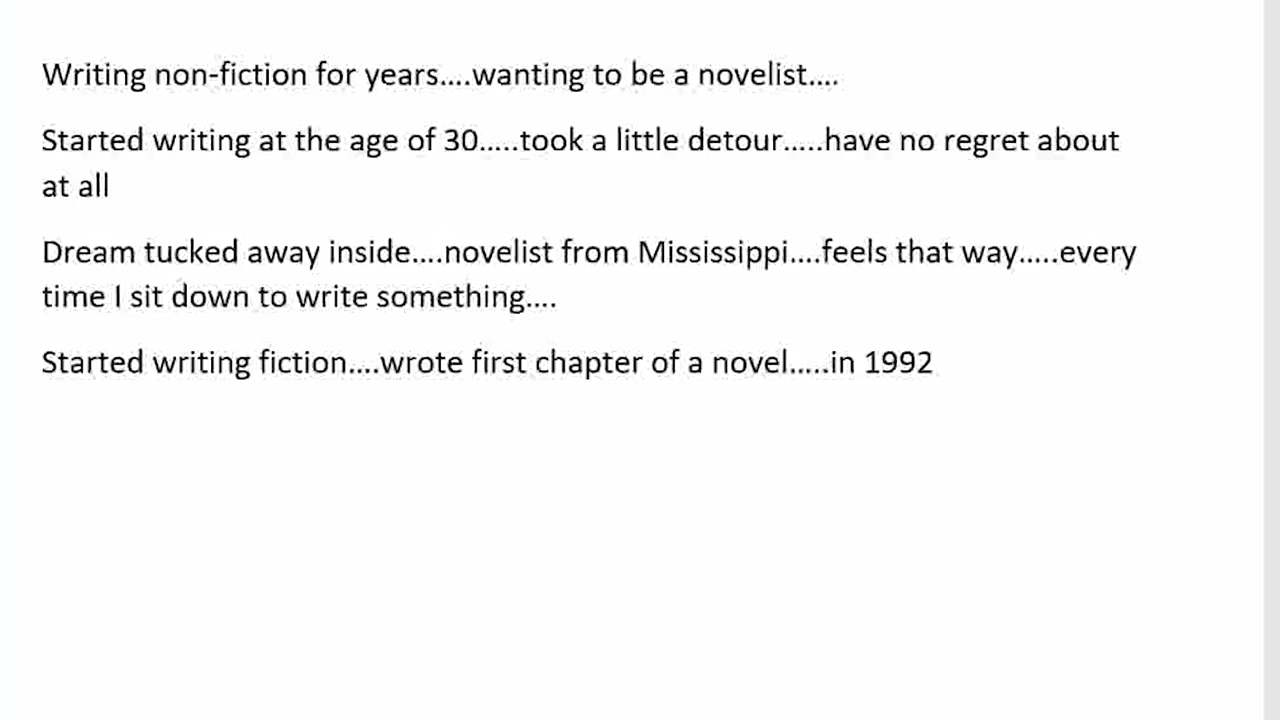 Writing non-fiction for years....wanting to be a novelist....
Started writing at the age of 30.....took a little detour.....have no regret about
at all
Dream tucked away inside....novelist from Mississippi....feels that way.....every
time I sit down to write something....
Started writing fiction....wrote first chapter of a novel.....in 1992